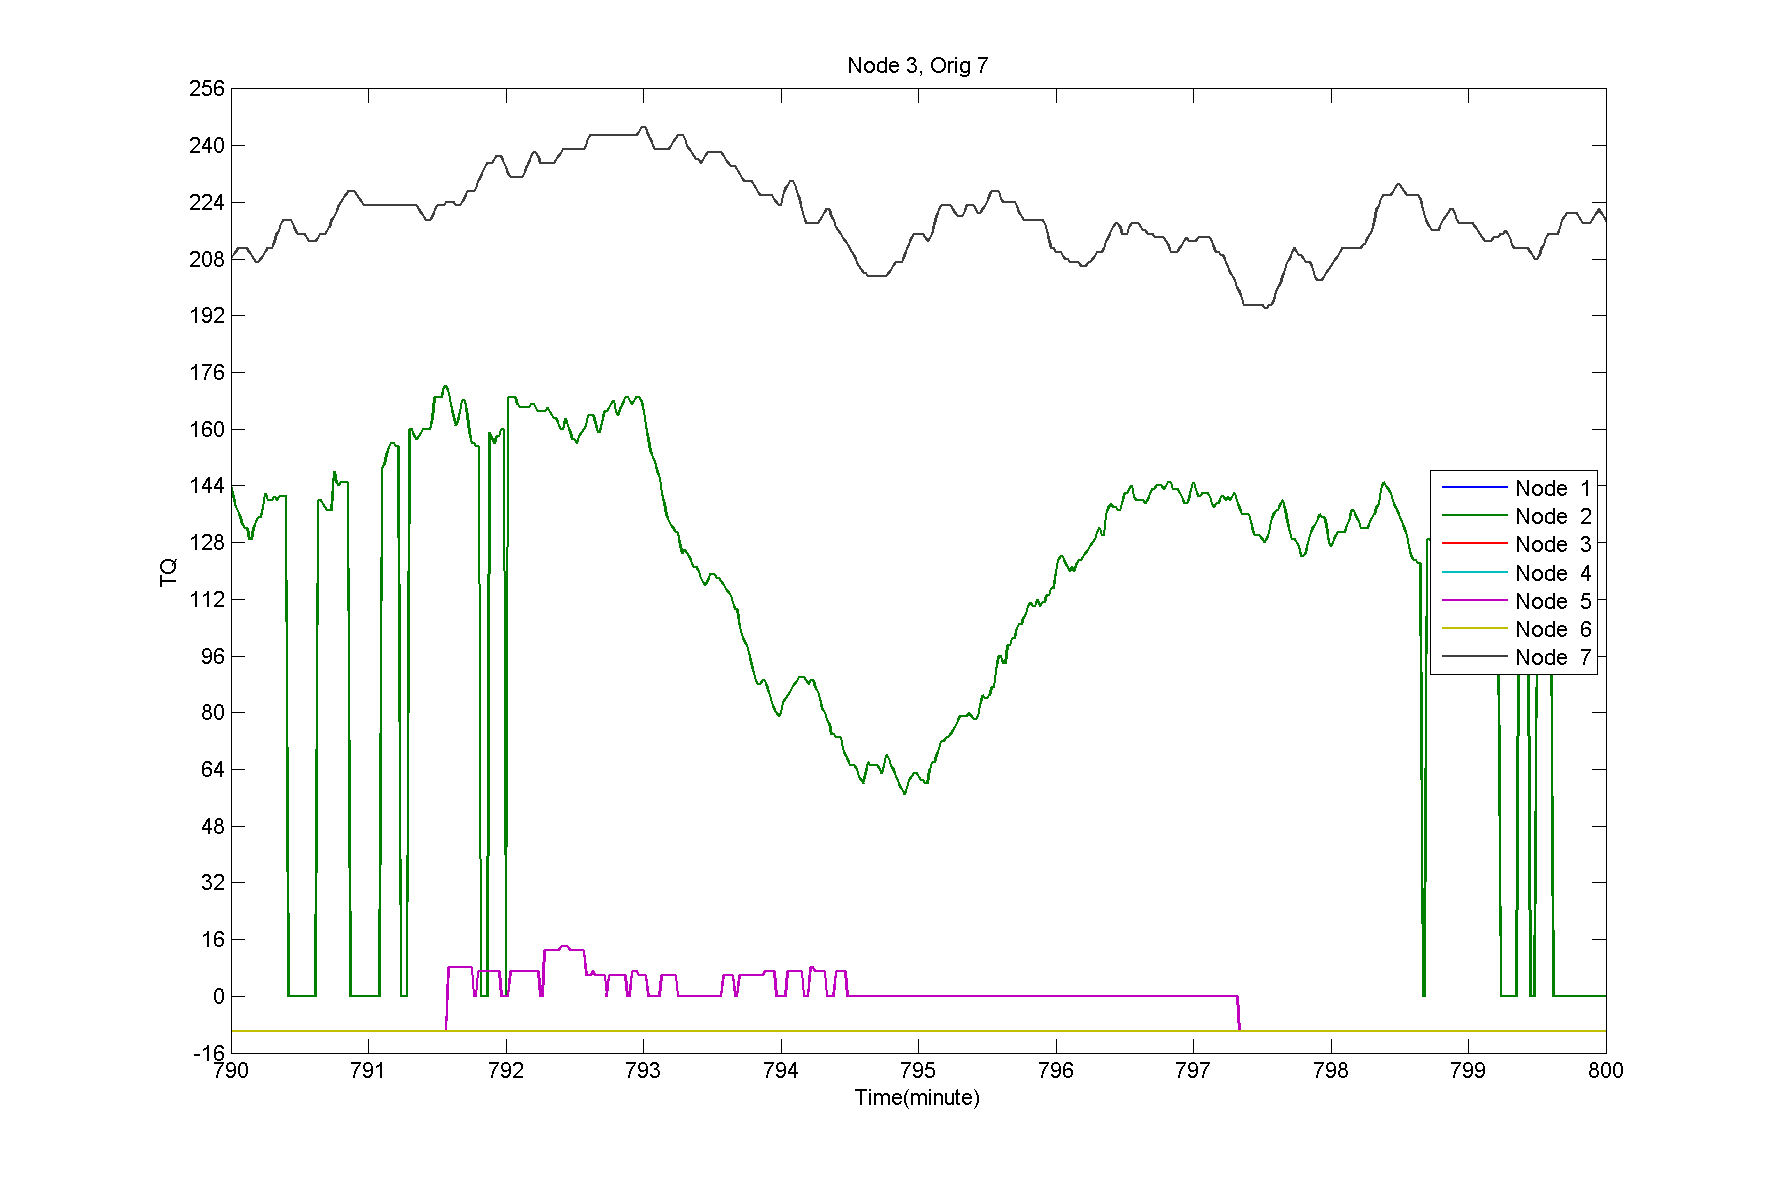 Node 3, Orig 7
256
240
224
208
192
176
160
144
128
112
96
80
64
48
32
16
0
-16
TQ
Node 1
Node 2
Node 3
Node 4
Node 5
Node 6
Node 7
790 791 792 793 794 795 796 797 798 799 800
Time(minute)